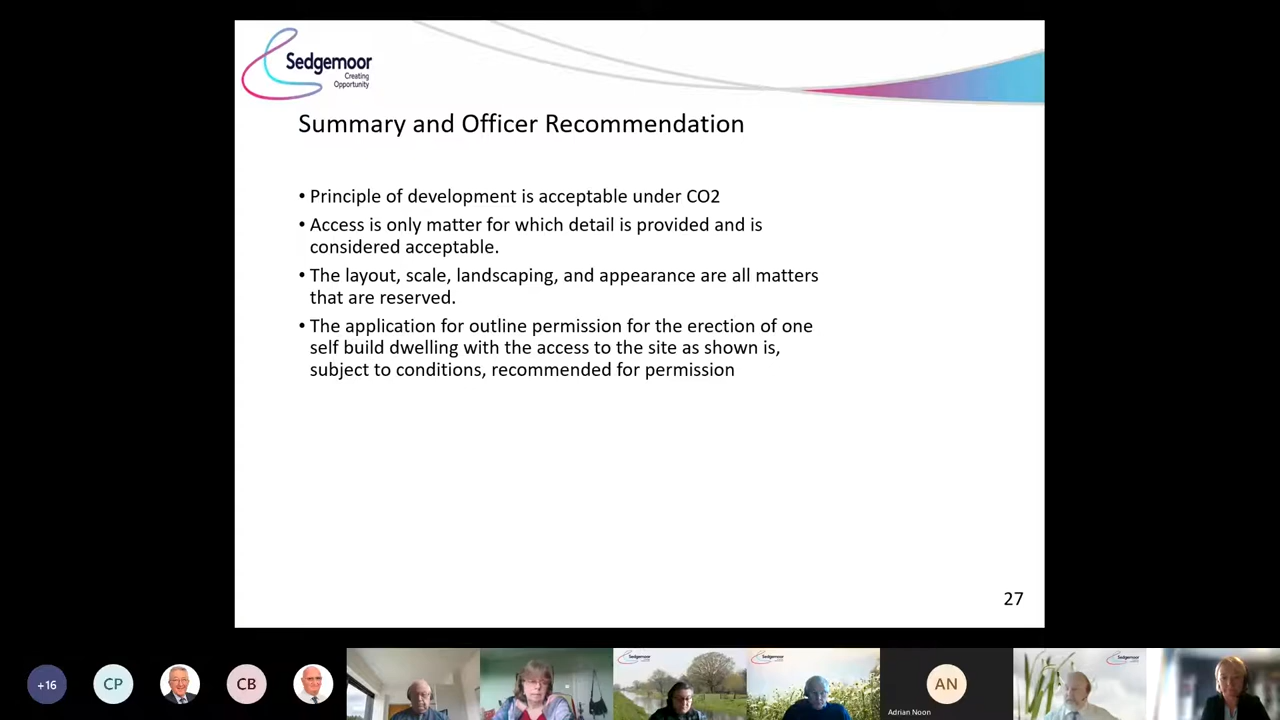 Sedgemoor
Creating
Opportunity
Summary and Officer Recommendation
• Principle of development is acceptable under CO2
• Access is only matter for which detail is provided and is
considered acceptable.
• The layout, scale, landscaping, and appearance are all matters
that are reserved.
• The application for outline permission for the erection of one
self build dwelling with the access to the site as shown is,
subject to conditions, recommended for permission
27
+16
CP
CB
Sedgemoor
Sedgemoor
AN
Adrian Noon
Sedgemoor